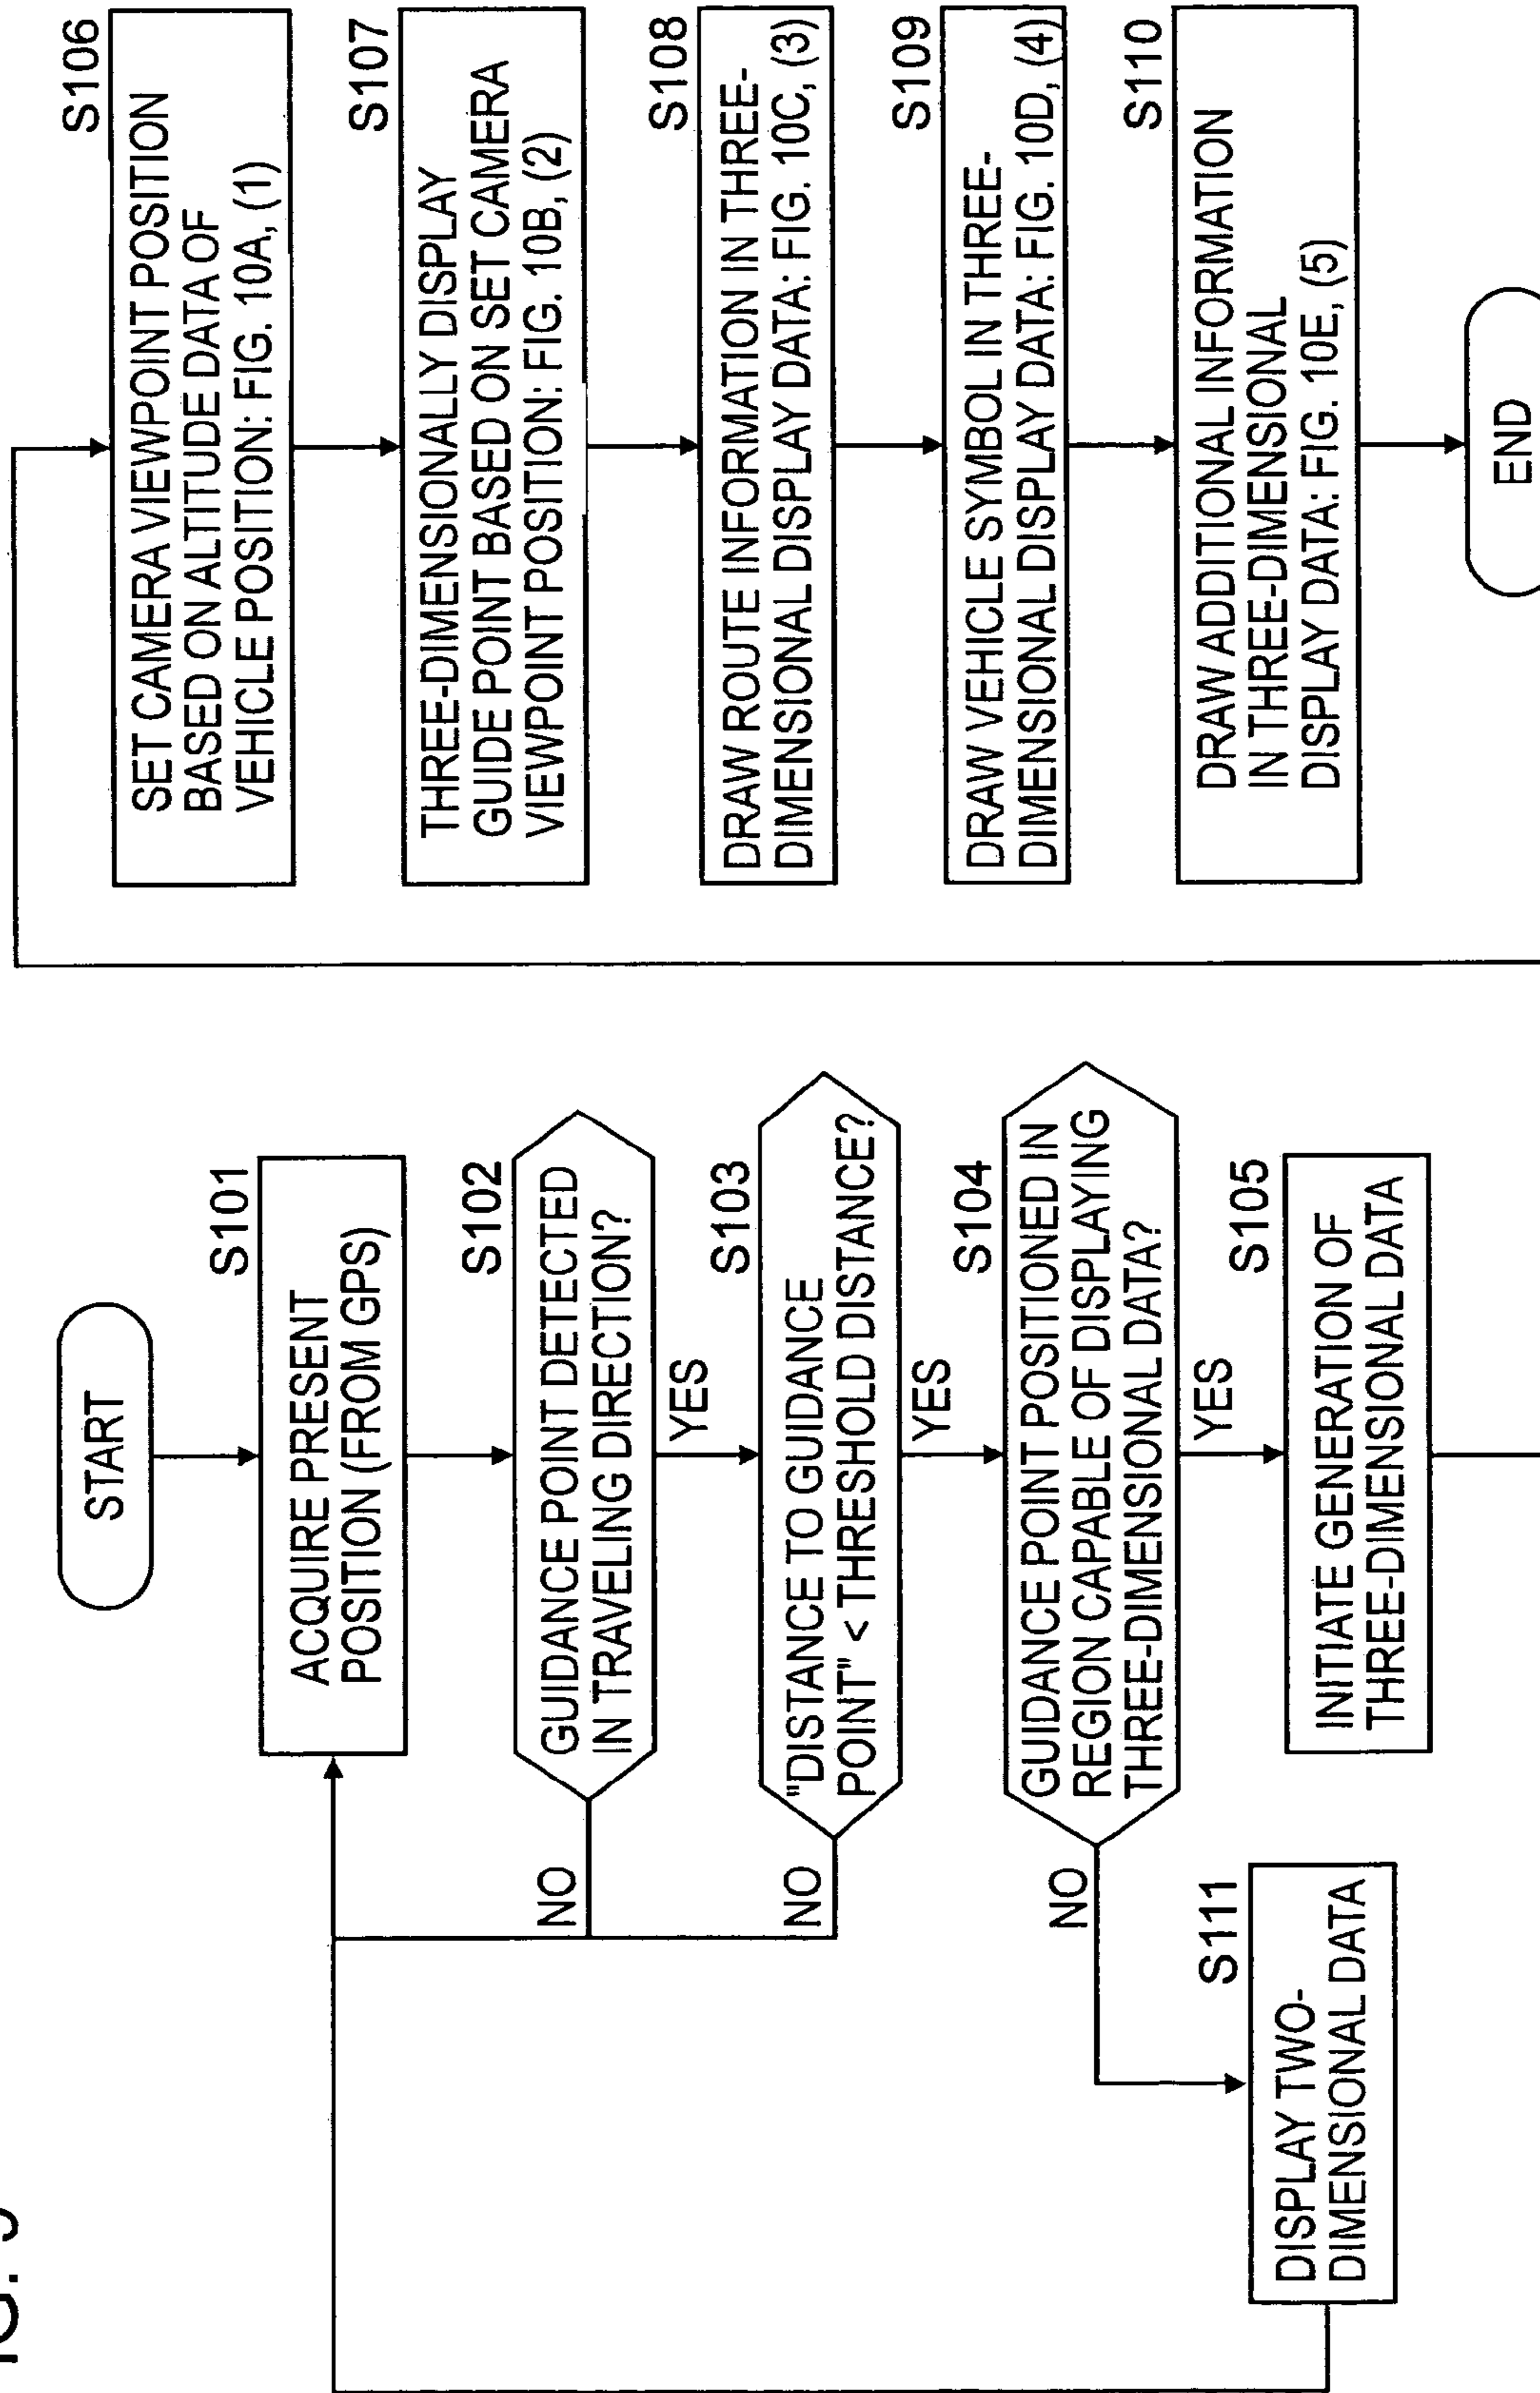 START
S101
ACQUIRE PRESENT
POSITION (FROM GPS)
S102
GUIDANCE POINT DETECTED
IN TRAVELING DIRECTION?
NO
YES
S103
"DISTANCE TO GUIDANCE
POINT" < THRESHOLD DISTANCE?
NO
YES
S104
GUIDANCE POINT POSITIONED IN
REGION CAPABLE OF DISPLAYING
THREE-DIMENSIONAL DATA?
NO
YES
S111
DISPLAY TWO-
DIMENSIONAL DATA
S105
INITIATE GENERATION OF
THREE-DIMENSIONAL DATA
S106
SET CAMERA VIEWPOINT POSITION
BASED ON ALTITUDE DATA OF
VEHICLE POSITION: FIG. 10A, (1)
S107
THREE-DIMENSIONALLY DISPLAY
GUIDE POINT BASED ON SET CAMERA
VIEWPOINT POSITION: FIG. 10B, (2)
S108
DRAW ROUTE INFORMATION IN THREE-
DIMENSIONAL DISPLAY DATA: FIG. 10C, (3)
S109
DRAW VEHICLE SYMBOL IN THREE-
DIMENSIONAL DISPLAY DATA: FIG. 10D, (4)
S110
DRAW ADDITIONAL INFORMATION
IN THREE-DIMENSIONAL
DISPLAY DATA: FIG. 10E, (5)
END